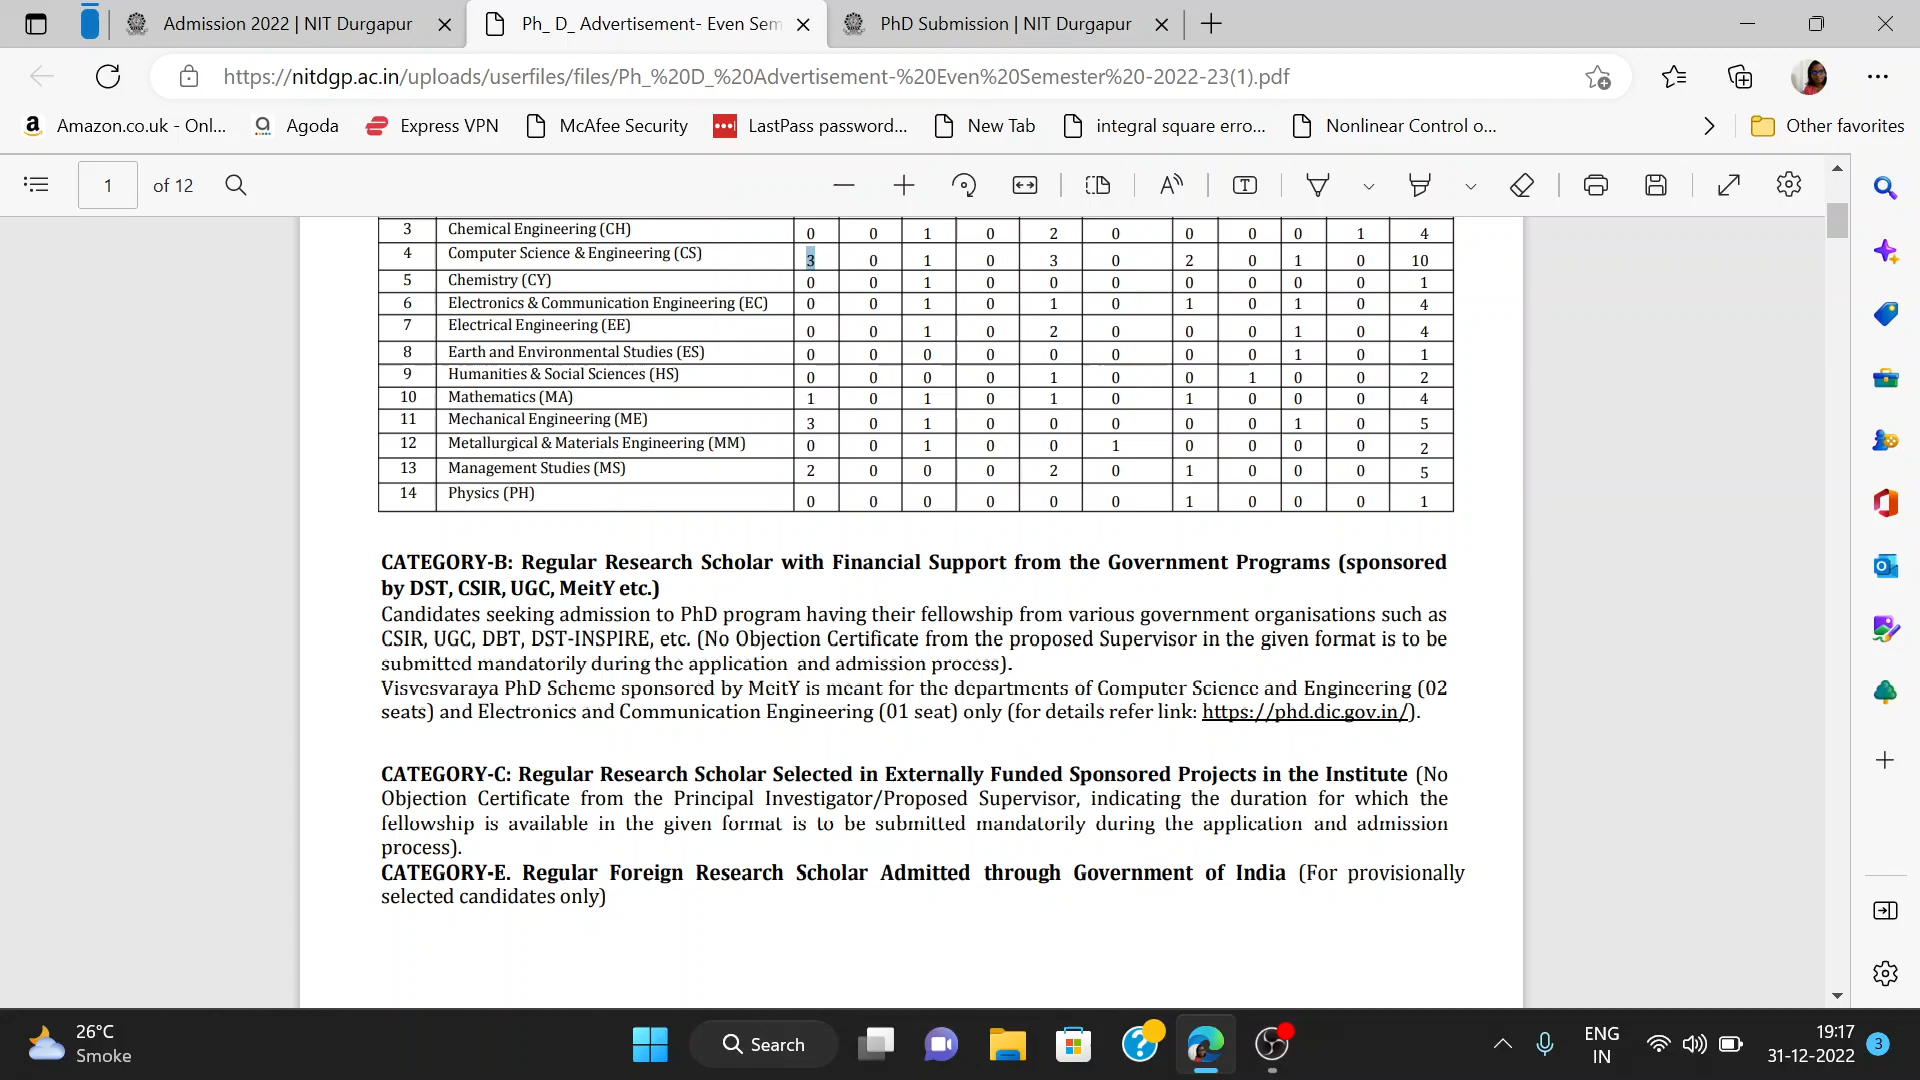 Admission 2022 | NIT Durgapur
Ph_ D_ Advertisement- Even Sem
PhD Submission | NIT Durgapur
https://nitdgp.ac.in/uploads/userfiles/files/Ph_%20D_%20Advertisement-%20Even%20Semester%20-2022-23(1).pdf
Amazon.co.uk - Onl... Agoda Express VPN McAfee Security LastPass password... New Tab integral square erro... Nonlinear Control o... Other favorites
1 of 12
3 Chemical Engineering (CH) 0 0 1 0 2 0 0 0 0 1 4
4 Computer Science & Engineering (CS) 3 0 1 0 3 0 2 0 1 0 10
5 Chemistry (CY) 0 0 1 0 0 0 0 0 0 0 1
6 Electronics & Communication Engineering (EC) 0 0 1 0 1 0 1 0 1 0 4
7 Electrical Engineering (EE) 0 0 1 0 2 0 0 0 1 0 4
8 Earth and Environmental Studies (ES) 0 0 0 0 0 0 0 0 1 0 1
9 Humanities & Social Sciences (HS) 0 0 0 0 1 0 0 1 0 0 2
10 Mathematics (MA) 1 0 1 0 1 0 1 0 0 0 4
11 Mechanical Engineering (ME) 3 0 1 0 0 0 0 0 1 0 5
12 Metallurgical & Materials Engineering (MM) 0 0 1 0 0 1 0 0 0 0 2
13 Management Studies (MS) 2 0 0 0 2 0 1 0 0 0 5
14 Physics (PH) 0 0 0 0 0 0 1 0 0 0 1
CATEGORY-B: Regular Research Scholar with Financial Support from the Government Programs (sponsored
by DST, CSIR, UGC, MeitY etc.)
Candidates seeking admission to PhD program having their fellowship from various government organisations such as
CSIR, UGC, DBT, DST-INSPIRE, etc. (No Objection Certificate from the proposed Supervisor in the given format is to be
submitted mandatorily during the application and admission process).
Visvesvaraya PhD Scheme sponsored by MeitY is meant for the departments of Computer Science and Engineering (02
seats) and Electronics and Communication Engineering (01 seat) only (for details refer link: https://phd.dic.gov.in/).
CATEGORY-C: Regular Research Scholar Selected in Externally Funded Sponsored Projects in the Institute (No
Objection Certificate from the Principal Investigator/Proposed Supervisor, indicating the duration for which the
fellowship is available in the given format is to be submitted mandatorily during the application and admission
process).
CATEGORY-E. Regular Foreign Research Scholar Admitted through Government of India (For provisionally
selected candidates only)
26°C
Smoke
Search
ENG
IN
19:17
31-12-2022
3